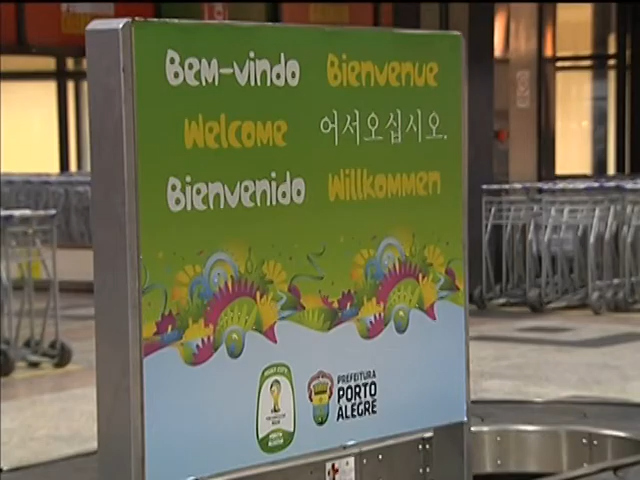 Bem-vindo Bienvenue
Welcome 어서오십시오.
Bienvenido Willkommen
PREFEITURA
PORTO
ALEGRE